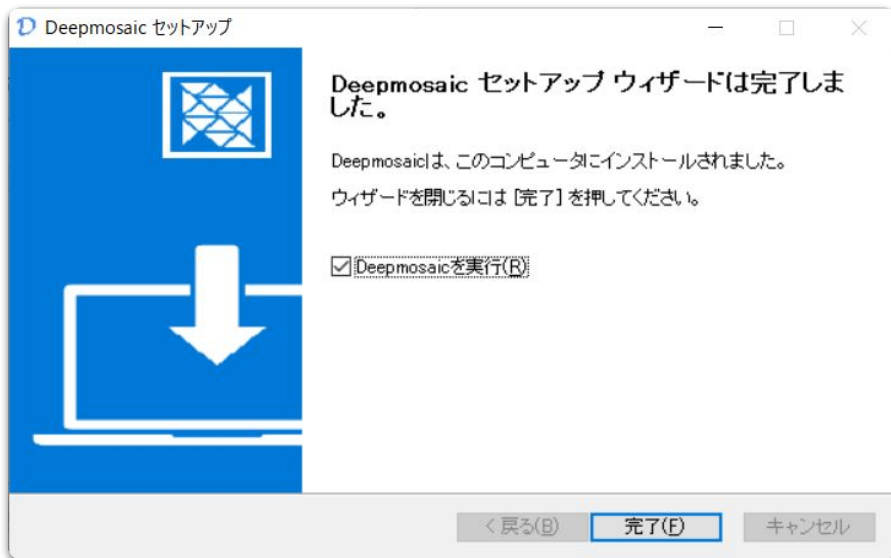 Deepmosaic セットアップ
Deepmosaic セットアップ ウィザードは完了しま
した。
Deepmosaicは、このコンピュータにインストールされました。
ウィザードを閉じるには [完了] を押してください。
Deepmosaicを実行(R)
< 戻る(B)
完了(F)
キャンセル